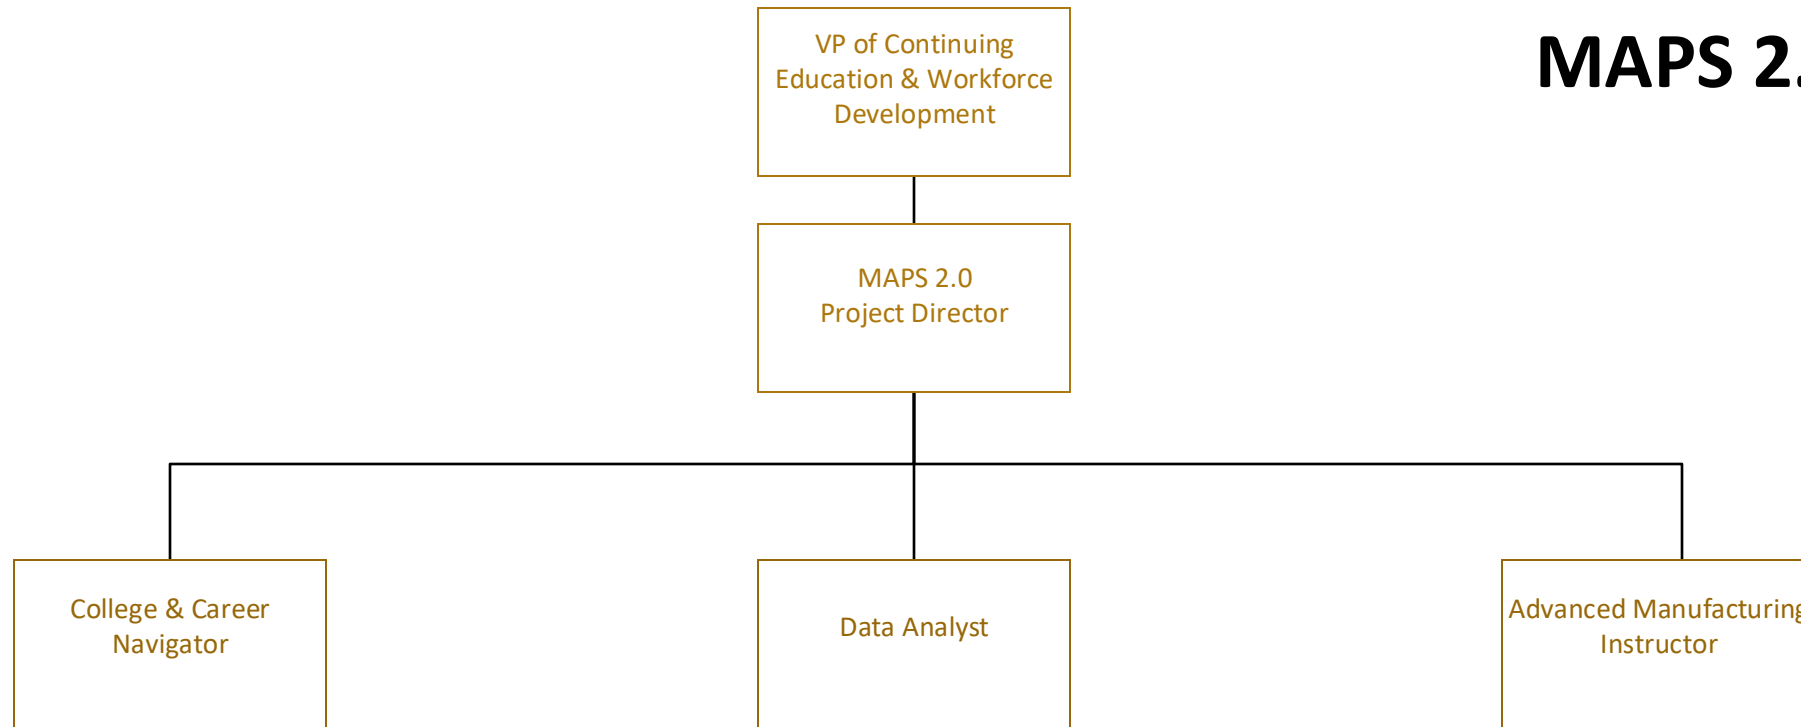 MAPS 2.
VP of Continuing
Education & Workforce
Development
MAPS 2.0
Project Director
College & Career
Navigator
Data Analyst
Advanced Manufacturing
Instructor